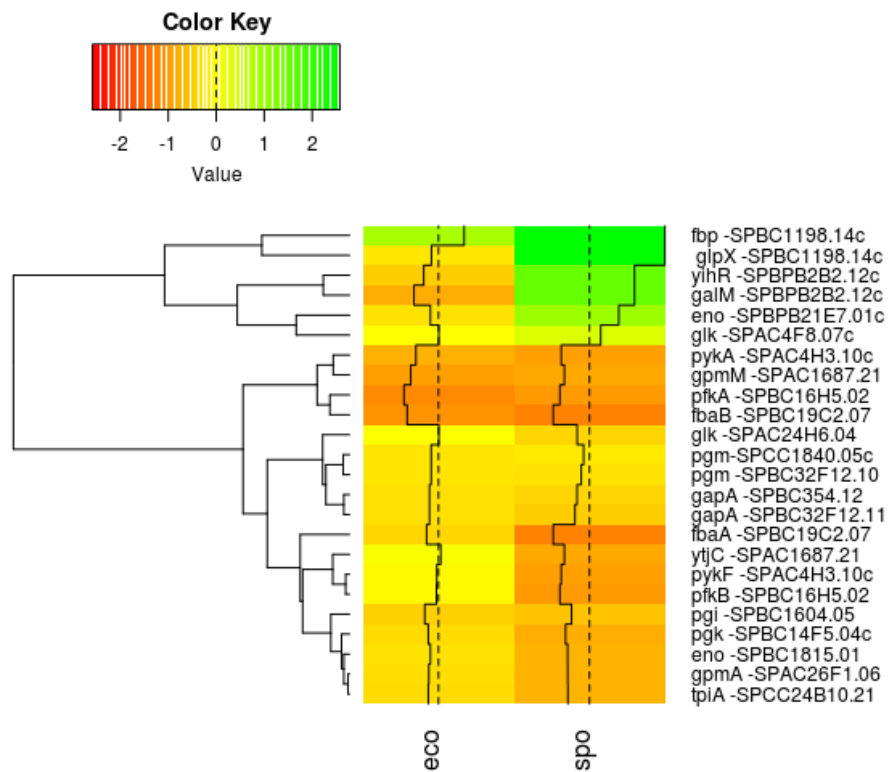 Color Key
-2 -1 0 1 2
Value
fbp -SPBC1198.14c
glpX -SPBC1198.14c
yihR -SPBPB2B2.12c
galM -SPBPB2B2.12c
eno -SPBPB21E7.01c
glk -SPAC4F8.07c
pykA -SPAC4H3.10c
gpmM -SPAC1687.21
pfkA -SPBC16H5.02
fbaB -SPBC19C2.07
glk -SPAC24H6.04
pgm-SPCC1840.05c
pgm -SPBC32F12.10
gapA -SPBC354.12
gapA -SPBC32F12.11
fbaA -SPBC19C2.07
ytjC -SPAC1687.21
pykF -SPAC4H3.10c
pfkB -SPBC16H5.02
pgi -SPBC1604.05
pgk -SPBC14F5.04c
eno -SPBC1815.01
gpmA -SPAC26F1.06
tpiA -SPCC24B10.21
eco
spo